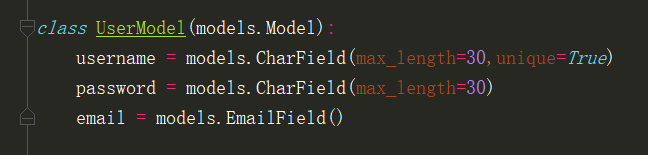 class UserModel(models.Model):
    username = models.CharField(max_length=30,unique=True)
    password = models.CharField(max_length=30)
    email = models.EmailField()